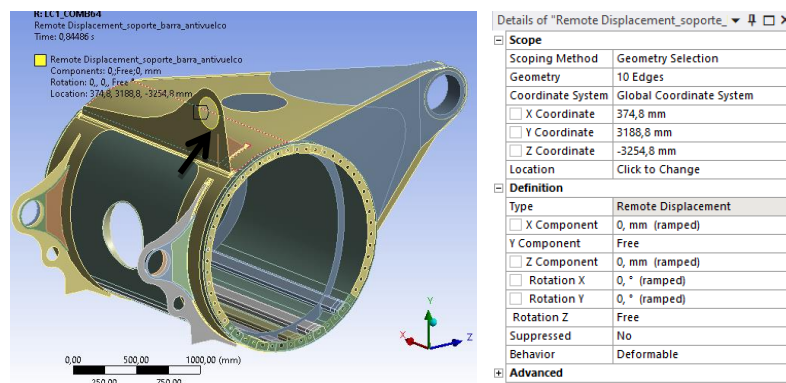 R: LC1_COMB64
Remote Displacement_soporte_barra_antivuelco
Time: 0,84486 s
Remote Displacement_soporte_barra_antivuelco
Components: 0,;Free;0, mm
Rotation: 0,, 0,, Free °
Location: 374,8, 3188,8, -3254,8 mm
Y
X
Z
0,00 500,00 1000,00 (mm)
250,00 750,00
Details of "Remote Displacement_soporte_
Scope
Scoping Method Geometry Selection
Geometry 10 Edges
Coordinate System Global Coordinate System
X Coordinate 374,8 mm
Y Coordinate 3188,8 mm
Z Coordinate -3254,8 mm
Location Click to Change
Definition
Type Remote Displacement
X Component 0, mm (ramped)
Y Component Free
Z Component 0, mm (ramped)
Rotation X 0, ° (ramped)
Rotation Y 0, ° (ramped)
Rotation Z Free
Suppressed No
Behavior Deformable
Advanced